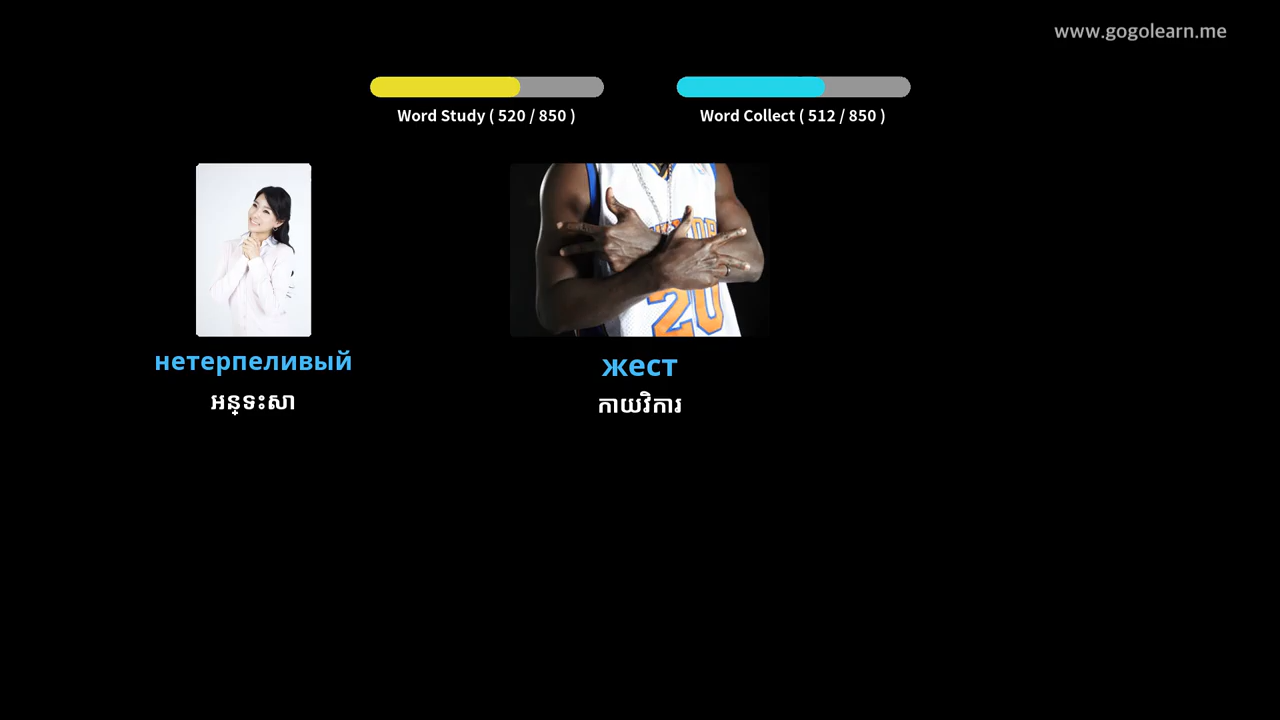 www.gogolearn.me
Word Study ( 520 / 850 )
Word Collect ( 512 / 850 )
20
нетерпеливый
жест
អន្ទះសា
កាយវិការ